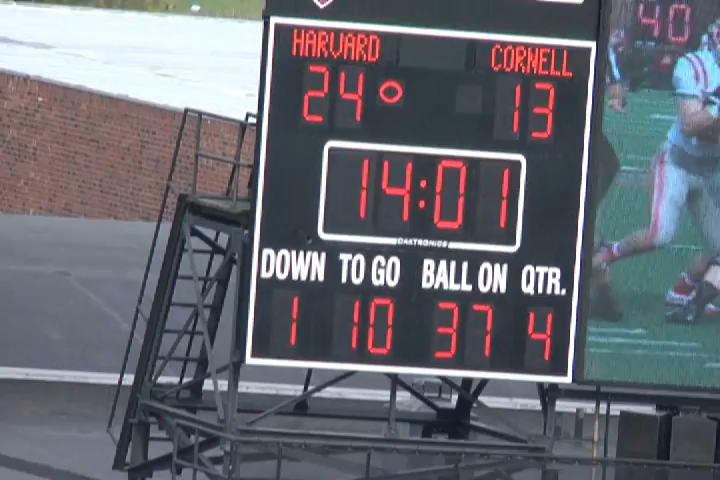 HARVARD CORNELL 40
24 13
14:01
DAKTRONICS
DOWN TO GO BALL ON QTR.
1 10 37 4